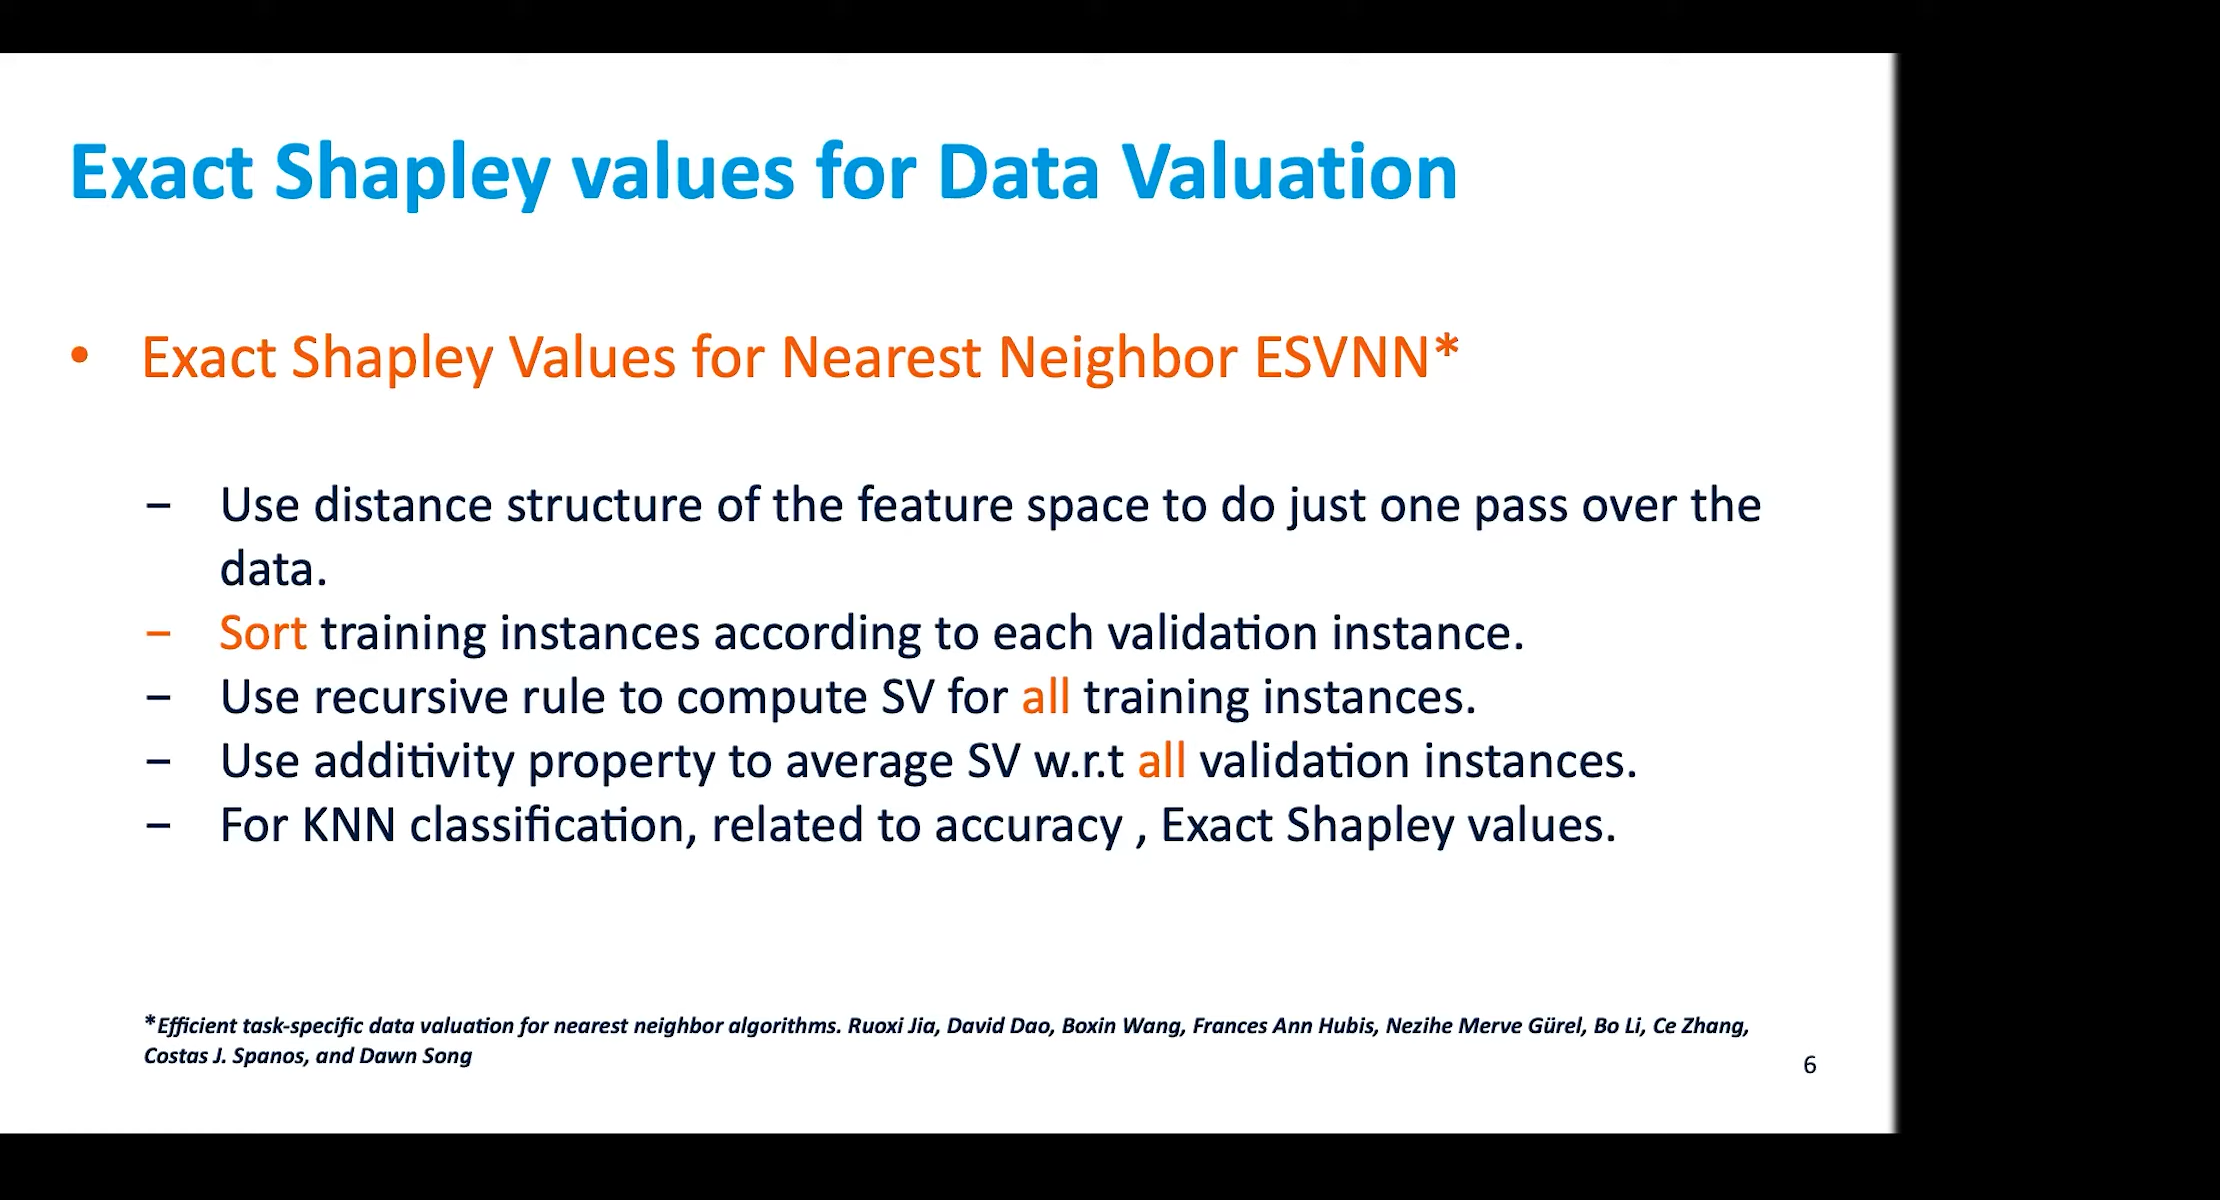 Exact Shapley values for Data Valuation
• Exact Shapley Values for Nearest Neighbor ESVNN*
– Use distance structure of the feature space to do just one pass over the
data.
– Sort training instances according to each validation instance.
– Use recursive rule to compute SV for all training instances.
– Use additivity property to average SV w.r.t all validation instances.
– For KNN classification, related to accuracy , Exact Shapley values.
*Efficient task-specific data valuation for nearest neighbor algorithms. Ruoxi Jia, David Dao, Boxin Wang, Frances Ann Hubis, Nezihe Merve Gürel, Bo Li, Ce Zhang,
Costas J. Spanos, and Dawn Song
6